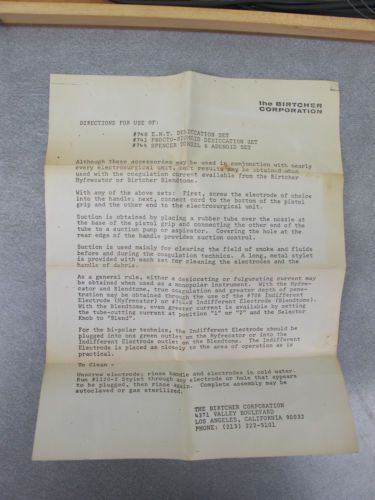 the BIRTCHER
CORPORATION
DIRECTIONS FOR USE OF:
#740 E.N.T. DESICCATION SET
#741 PROCTO-SIGMOID DESICCATION SET
#744 SPENCER TONSIL & ADENOID SET
Although these accessories may be used in conjunction with nearly
every electrosurgical unit, best results may be obtained when
used with the coagulation current available from the Birtcher
Hyfrecator or Birtcher Blendtome.
With any of the above sets: First, screw the electrode of choice
into the handle; next, connect cord to the bottom of the pistol
grip and the other end to the electrosurgical unit.
Suction is obtained by placing a rubber tube over the nozzle at
the base of the pistol grip and connecting the other end of the
tube to a suction pump or aspirator. Covering the hole at the
rear edge of the handle provides suction control.
Suction is used mainly for clearing the field of smoke and fluids
before and during the coagulation technics. A long, metal stylet
is provided with each set for cleaning the electrodes and the
handle of debris.
As a general rule, either a desiccating or fulgurating current may
be obtained when used as a monopolar instrument. With the Hyfre-
cator and Blendtome, true coagulation and greater depth of pene-
tration may be obtained through the use of the #706 Indifferent
Electrode (Hyfrecator) or Indifferent Electrode (Blendtome).
With the Blendtome, even greater current is available by setting
the tube-cutting current at position "1" or "2" and the Selector
Knob to "Blend".
For the bi-polar technic, the Indifferent Electrode should be
plugged into one green outlet on the Hyfrecator or into the
Indifferent Electrode outlet on the Blendtome. The Indifferent
Electrode is placed as closely to the area of operation as is
practical.
To Clean -
Unscrew electrode; rinse handle and electrodes in cold water.
Run #1120-2 Stylet through any electrode or hole that appears
to be plugged, then rinse again. Complete assembly may be
autoclaved or gas sterilized.
THE BIRTCHER CORPORATION
4371 VALLEY BOULEVARD
LOS ANGELES, CALIFORNIA 90032
PHONE: (213) 222-9101